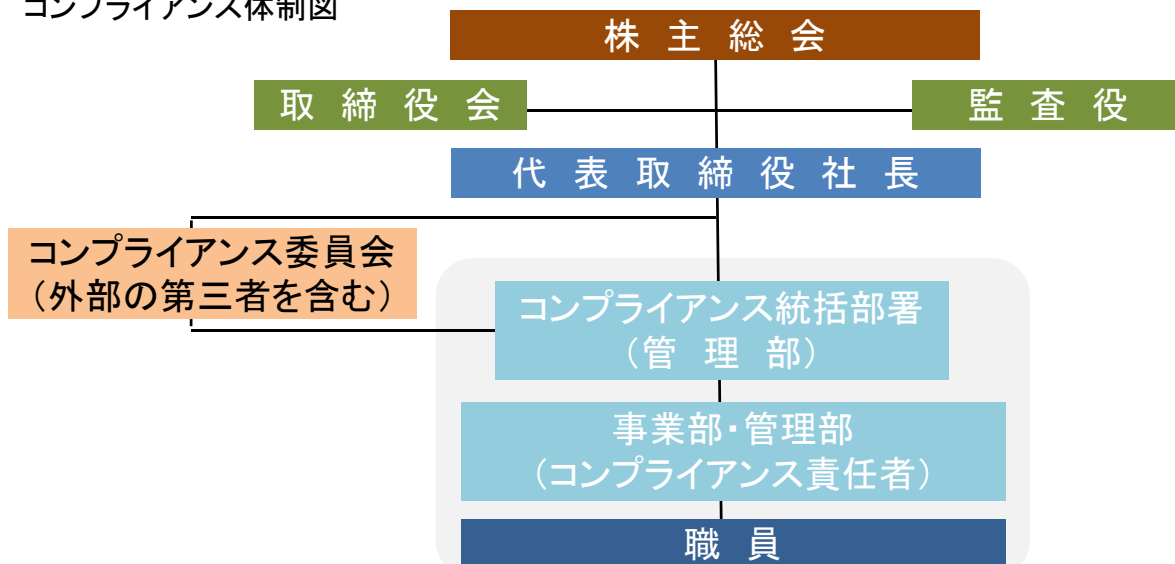 コンプライアンス体制図
株主総会
取締役会
監査役
代表取締役社長
コンプライアンス委員会
（外部の第三者を含む）
コンプライアンス統括部署
（管理部）
事業部・管理部
（コンプライアンス責任者）
職員